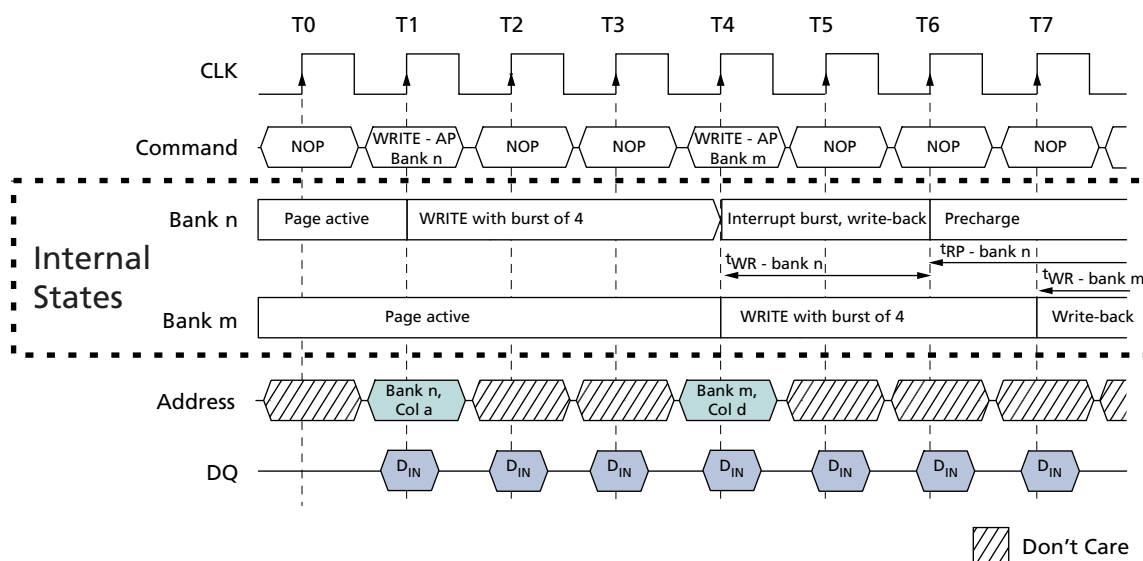 T0 T1 T2 T3 T4 T5 T6 T7
CLK
Command NOP WRITE - AP Bank n NOP NOP WRITE - AP Bank m NOP NOP NOP
Bank n Page active WRITE with burst of 4 Interrupt burst, write-back Precharge
Internal States
tWR - bank n tRP - bank n
tWR - bank m
Bank m Page active WRITE with burst of 4 Write-back
Address Bank n, Col a Bank m, Col d
DQ DIN DIN DIN DIN DIN DIN DIN
Don't Care